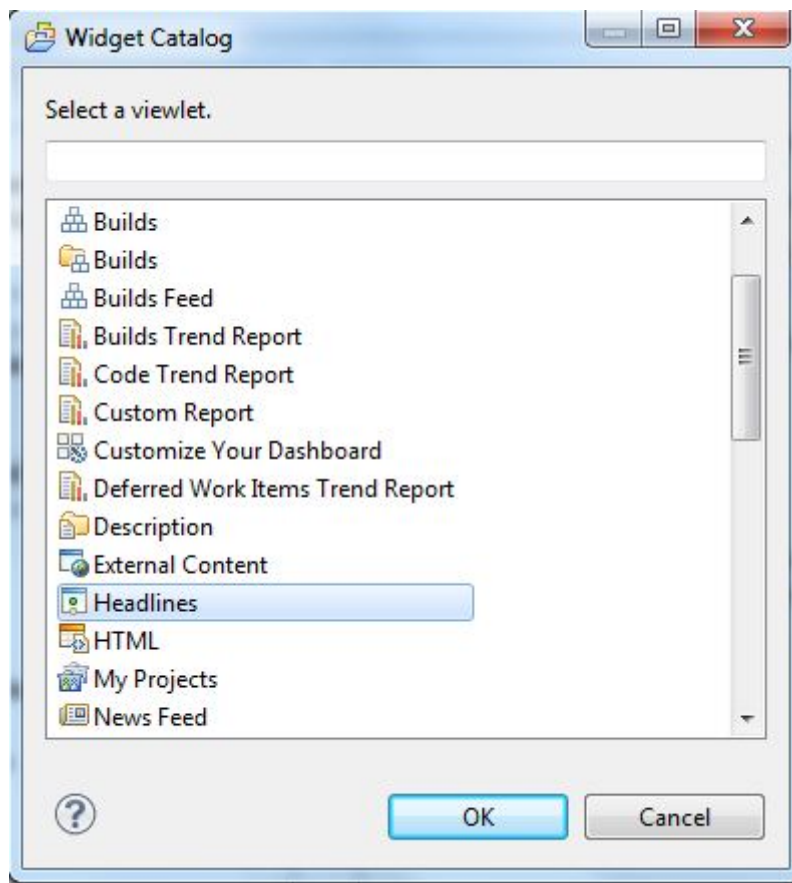 Widget Catalog
Select a viewlet.
Builds
Builds
Builds Feed
Builds Trend Report
Code Trend Report
Custom Report
Customize Your Dashboard
Deferred Work Items Trend Report
Description
External Content
Headlines
HTML
My Projects
News Feed
OK Cancel